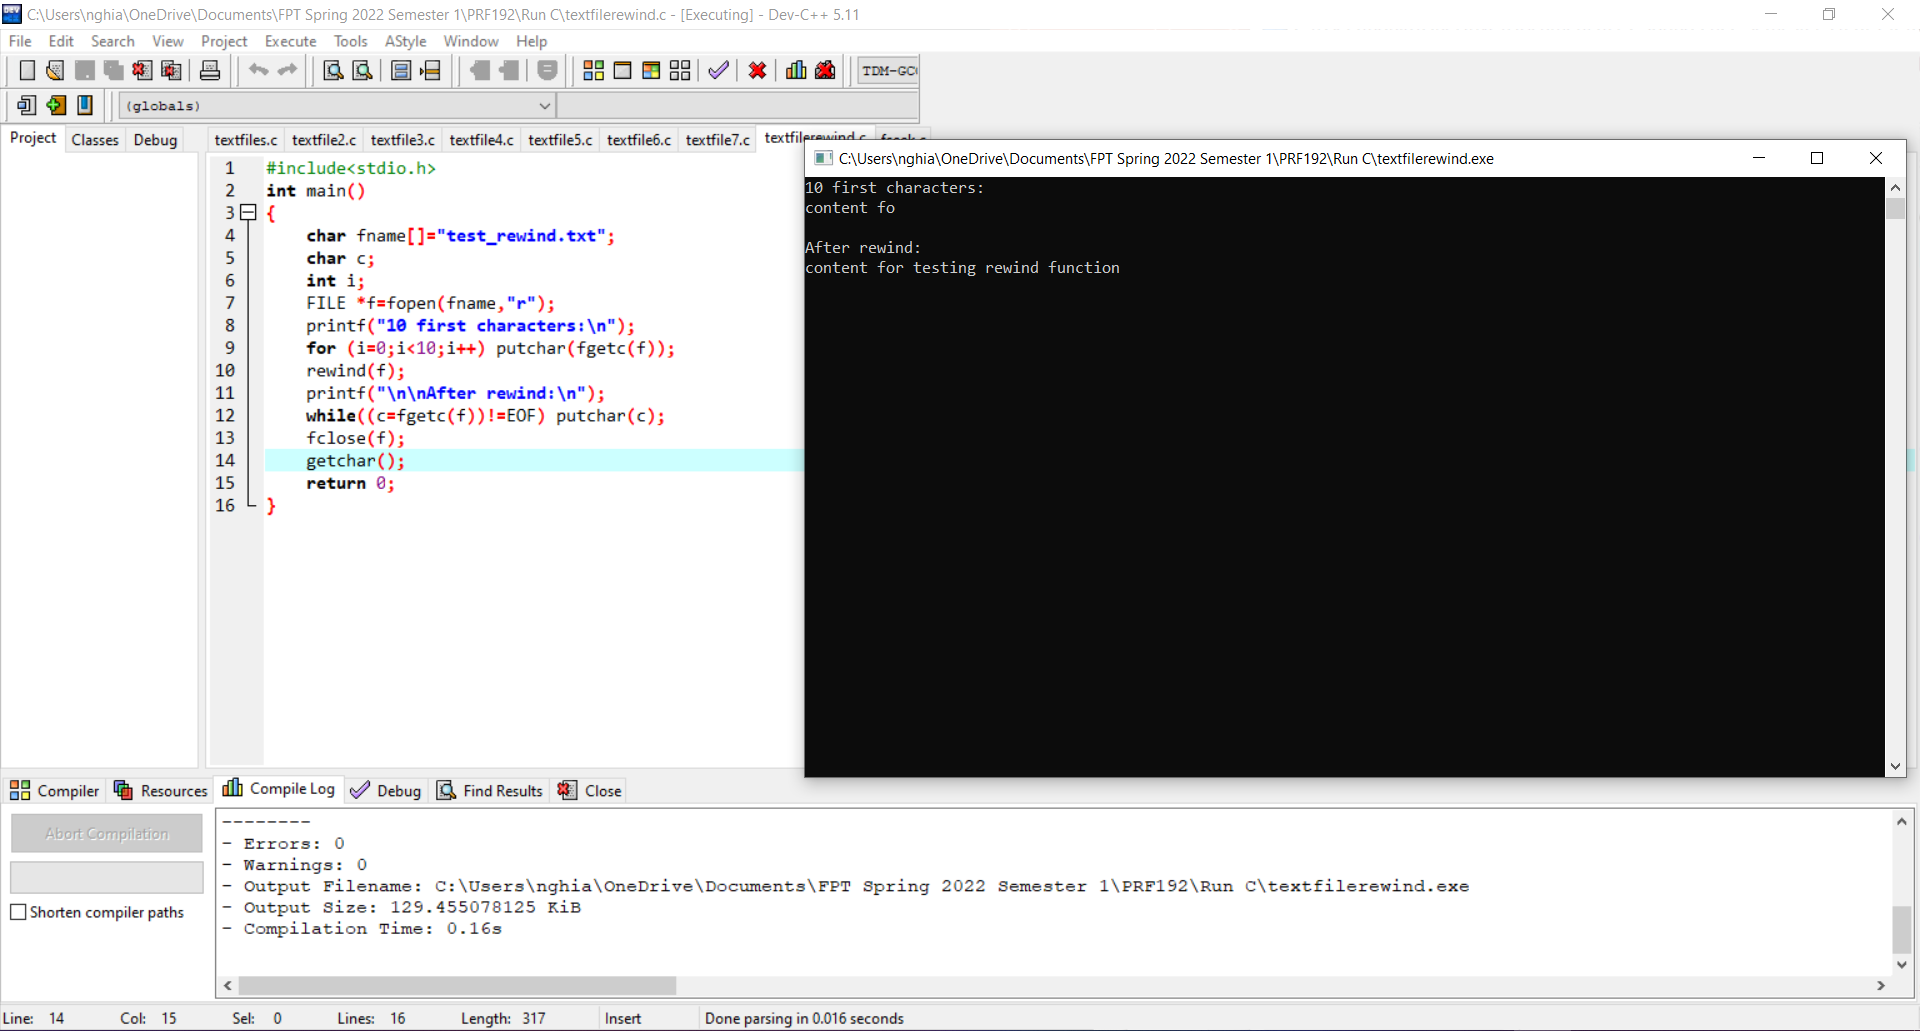 C:\Users\nghia\OneDrive\Documents\FPT Spring 2022 Semester 1\PRF192\Run C\textfilerewind.c - [Executing] - Dev-C++ 5.11
File Edit Search View Project Execute Tools AStyle Window Help
TDM-GC
(globals)
Project Classes Debug
textfiles.c textfile2.c textfile3.c textfile4.c textfile5.c textfile6.c textfile7.c textfilerewind.c
1 #include<stdio.h>
2 int main()
3 {
4 char fname[]="test_rewind.txt";
5 char c;
6 int i;
7 FILE *f=fopen(fname,"r");
8 printf("10 first characters:\n");
9 for (i=0;i<10;i++) putchar(fgetc(f));
10 rewind(f);
11 printf("\n\nAfter rewind:\n");
12 while((c=fgetc(f))!=EOF) putchar(c);
13 fclose(f);
14 getchar();
15 return 0;
16 }
C:\Users\nghia\OneDrive\Documents\FPT Spring 2022 Semester 1\PRF192\Run C\textfilerewind.exe
10 first characters:
content fo
After rewind:
content for testing rewind function
Compiler Resources Compile Log Debug Find Results Close
Abort Compilation
Shorten compiler paths
--------
- Errors: 0
- Warnings: 0
- Output Filename: C:\Users\nghia\OneDrive\Documents\FPT Spring 2022 Semester 1\PRF192\Run C\textfilerewind.exe
- Output Size: 129.455078125 KiB
- Compilation Time: 0.16s
Line: 14 Col: 15 Sel: 0 Lines: 16 Length: 317 Insert Done parsing in 0.016 seconds